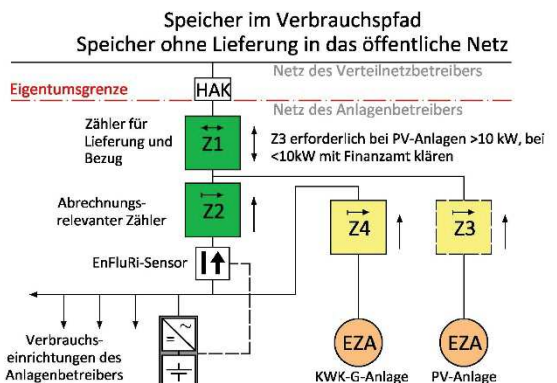 Speicher im Verbrauchspfad
Speicher ohne Lieferung in das öffentliche Netz
Netz des Verteilnetzbetreibers
Eigentumsgrenze
HAK
Netz des Anlagenbetreibers
Zähler für
Lieferung und
Bezug
Z1
Z3 erforderlich bei PV-Anlagen >10 kW, bei
<10kW mit Finanzamt klären
Abrechnungs-
relevanter Zähler
Z2
Z4
Z3
EnFluRi-Sensor
Verbrauchs-
einrichtungen des
Anlagenbetreibers
=
~
EZA
EZA
KWK-G-Anlage
PV-Anlage